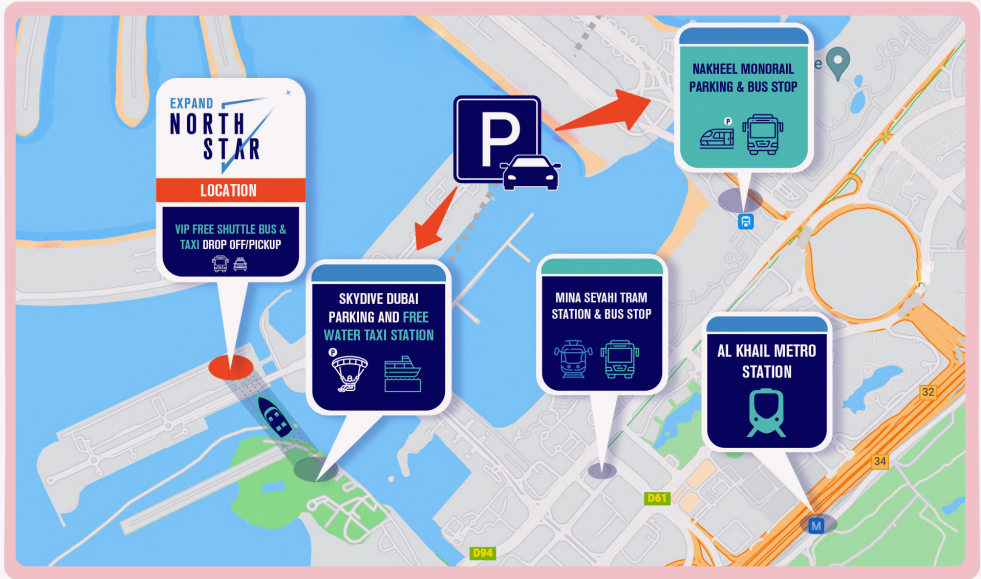 EXPAND
NORTH
STAR
LOCATION
VIP FREE SHUTTLE BUS &
TAXI DROP OFF/PICKUP
P
SKYDIVE DUBAI
PARKING AND FREE
WATER TAXI STATION
P
NAKHEEL MONORAIL
PARKING & BUS STOP
P
e
MINA SEYAHI TRAM
STATION & BUS STOP
AL KHAIL METRO
STATION
M
32
34
D61
D94